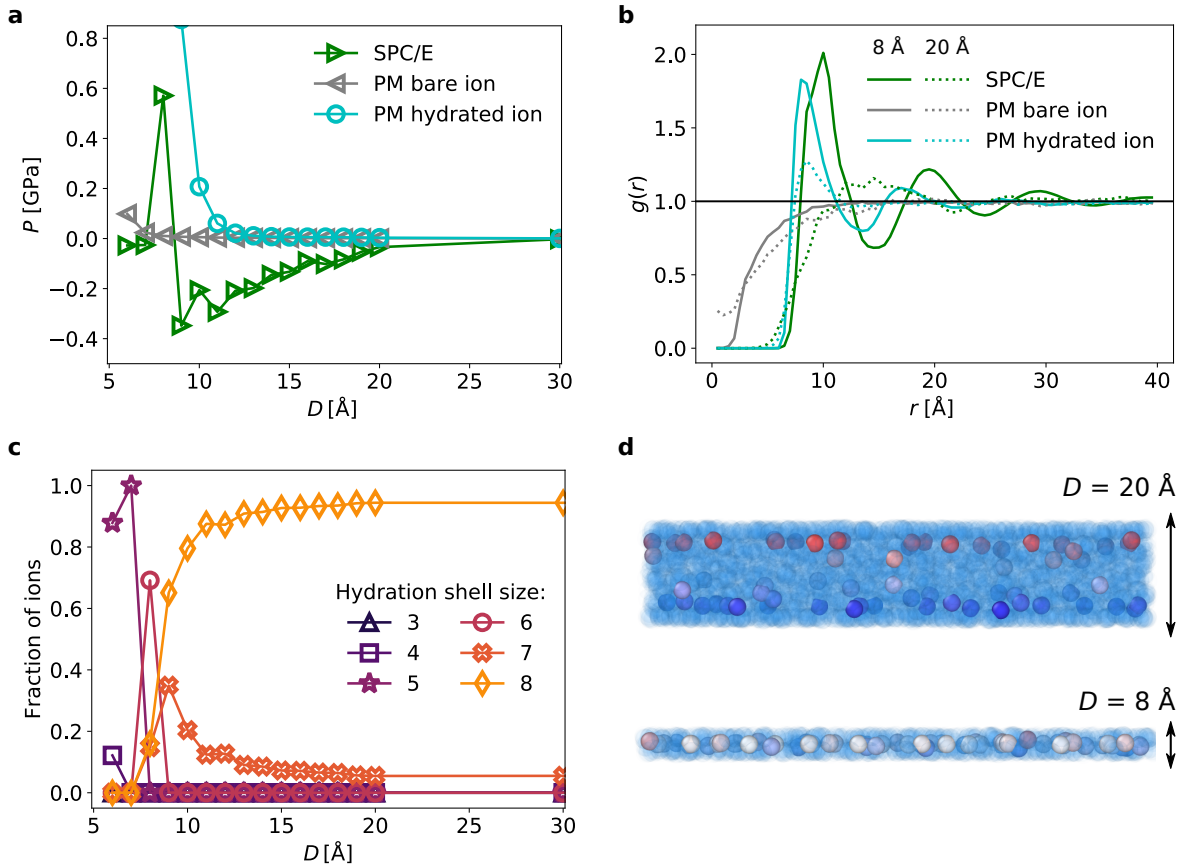 a
0.8
0.6
0.4
0.2
0.0
−0.2
−0.4
P [GPa]
5 10 15 20 25 30
D [Å]
SPC/E
PM bare ion
PM hydrated ion
b
2.0
1.5
1.0
0.5
0.0
g(r)
0 10 20 30 40
r [Å]
8 Å 20 Å
SPC/E
PM bare ion
PM hydrated ion
c
1.0
0.8
0.6
0.4
0.2
0.0
Fraction of ions
5 10 15 20 25 30
D [Å]
Hydration shell size:
3 6
4 7
5 8
d
D = 20 Å
D = 8 Å